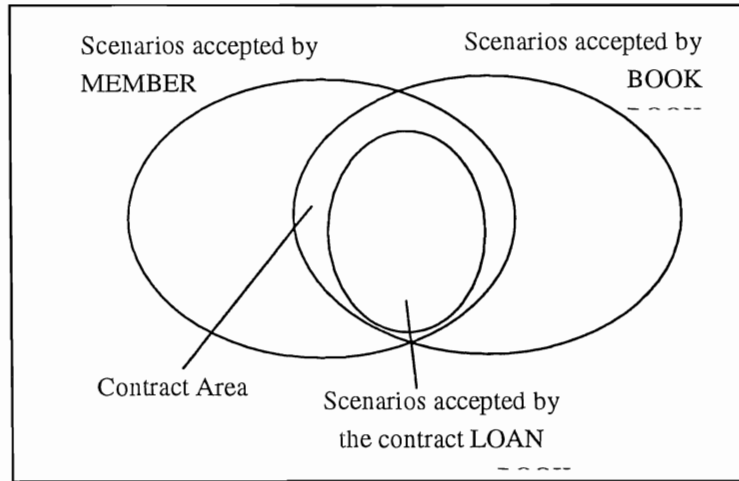 Scenarios accepted by
MEMBER
Scenarios accepted by
BOOK
Contract Area
Scenarios accepted by
the contract LOAN